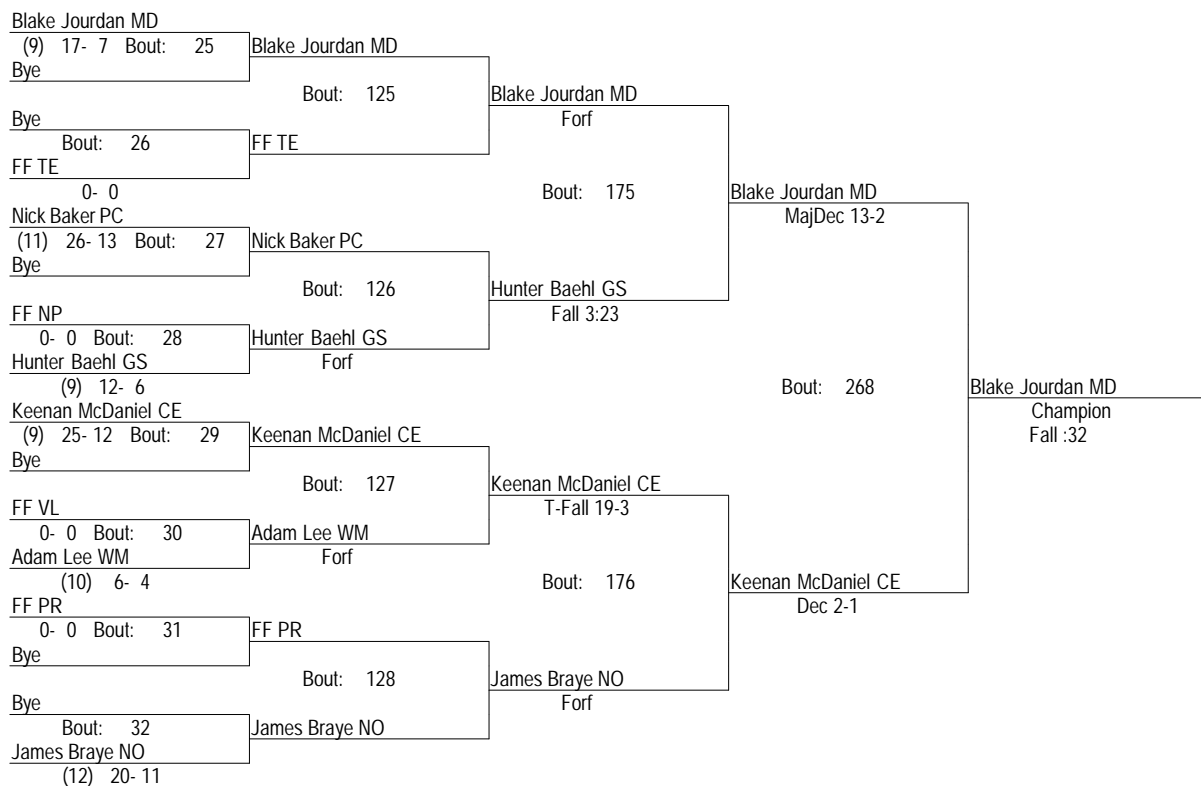 Blake Jourdan MD
(9) 17- 7 Bout: 25 Blake Jourdan MD
Bye
Bout: 125 Blake Jourdan MD
Bye Forf
Bout: 26 FF TE
FF TE
0- 0 Bout: 175 Blake Jourdan MD
Nick Baker PC MajDec 13-2
(11) 26- 13 Bout: 27 Nick Baker PC
Bye
Bout: 126 Hunter Baehl GS
FF NP Fall 3:23
0- 0 Bout: 28 Hunter Baehl GS
Hunter Baehl GS Forf
(9) 12- 6 Bout: 268 Blake Jourdan MD
Keenan McDaniel CE Champion
(9) 25- 12 Bout: 29 Keenan McDaniel CE Fall :32
Bye
Bout: 127 Keenan McDaniel CE
FF VL T-Fall 19-3
0- 0 Bout: 30 Adam Lee WM
Adam Lee WM Forf
(10) 6- 4 Bout: 176 Keenan McDaniel CE
FF PR Dec 2-1
0- 0 Bout: 31 FF PR
Bye
Bout: 128 James Braye NO
Bye Forf
Bout: 32 James Braye NO
James Braye NO
(12) 20- 11